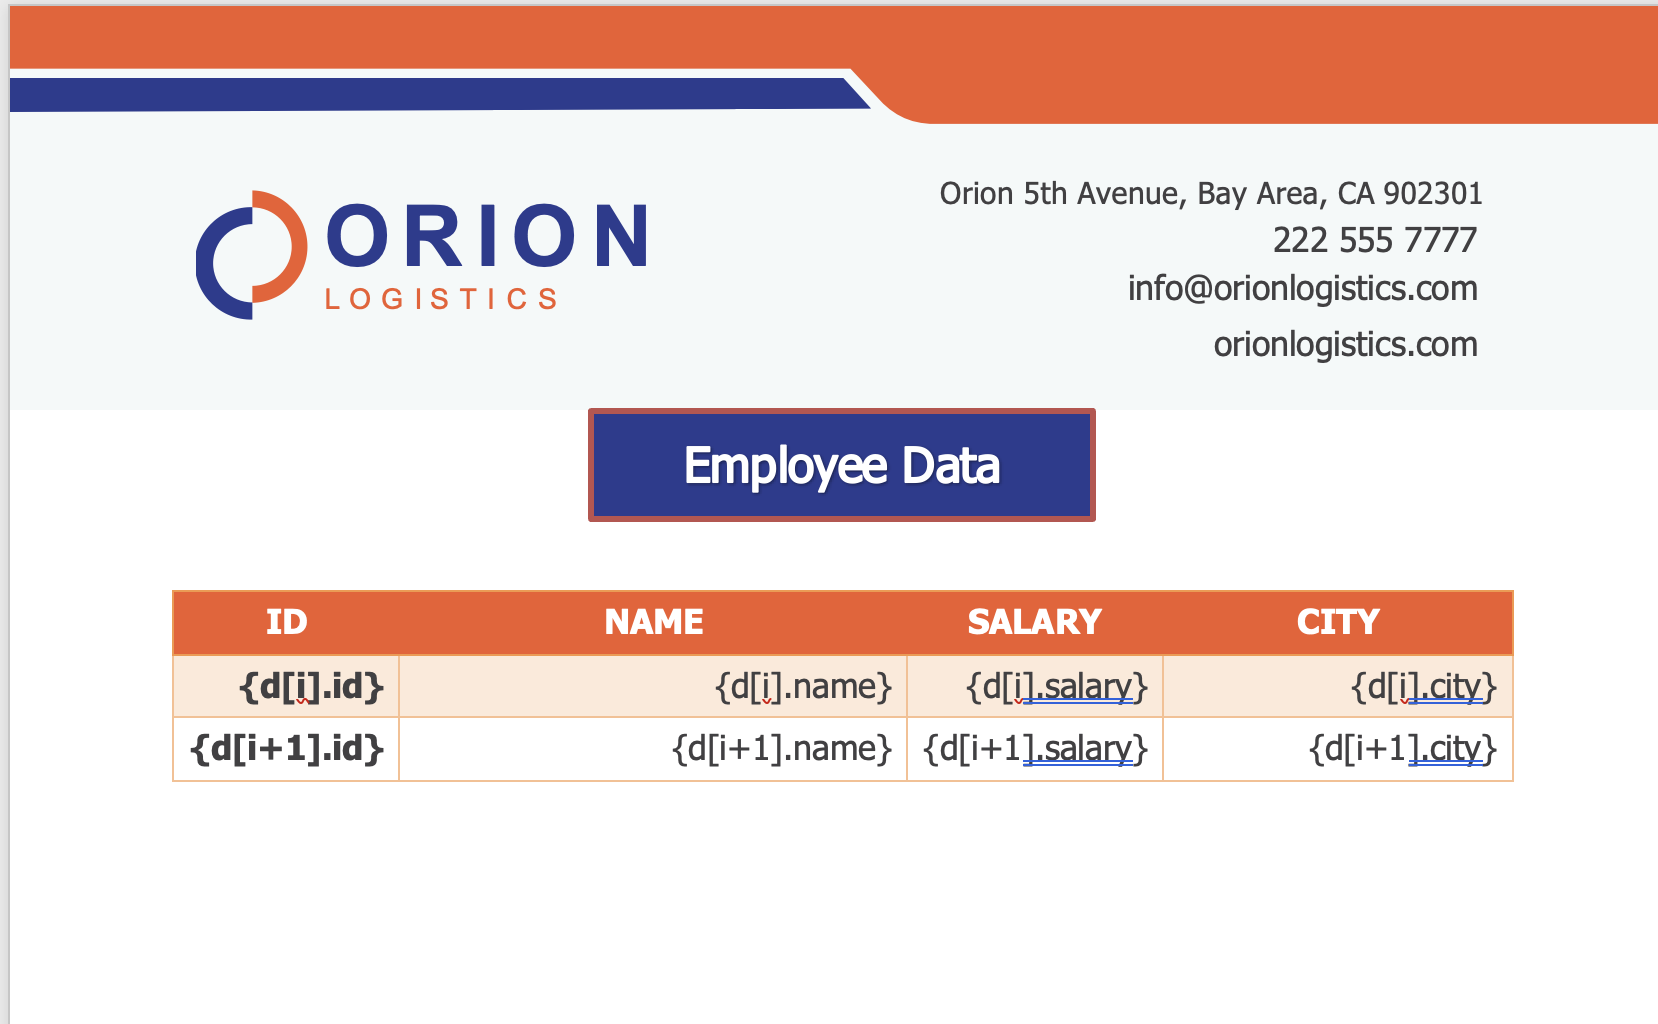 ORION
LOGISTICS
Orion 5th Avenue, Bay Area, CA 902301
222 555 7777
info@orionlogistics.com
orionlogistics.com
Employee Data
ID NAME SALARY CITY
{d[i].id} {d[i].name} {d[i].salary} {d[i].city}
{d[i+1].id} {d[i+1].name} {d[i+1].salary} {d[i+1].city}